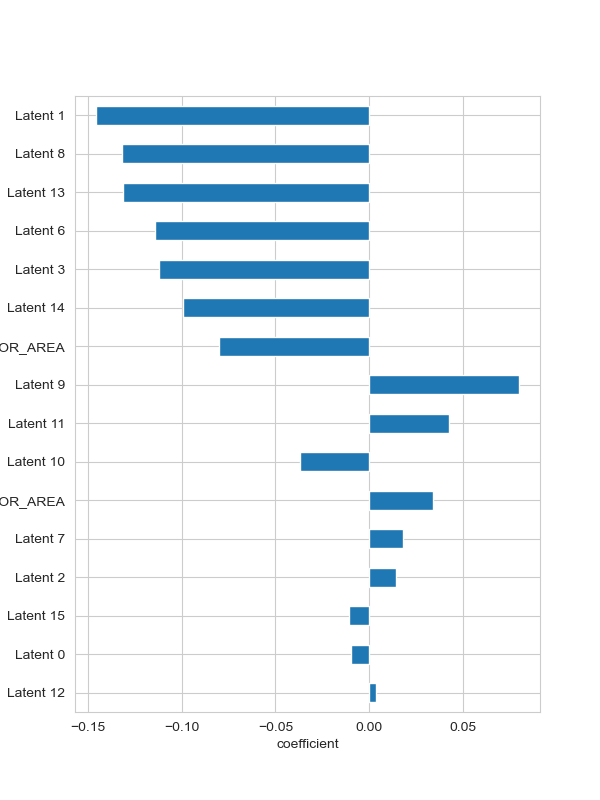 Latent 1
Latent 8
Latent 13
Latent 6
Latent 3
Latent 14
OR_AREA
Latent 9
Latent 11
Latent 10
OR_AREA
Latent 7
Latent 2
Latent 15
Latent 0
Latent 12
−0.15 −0.10 −0.05 0.00 0.05
coefficient